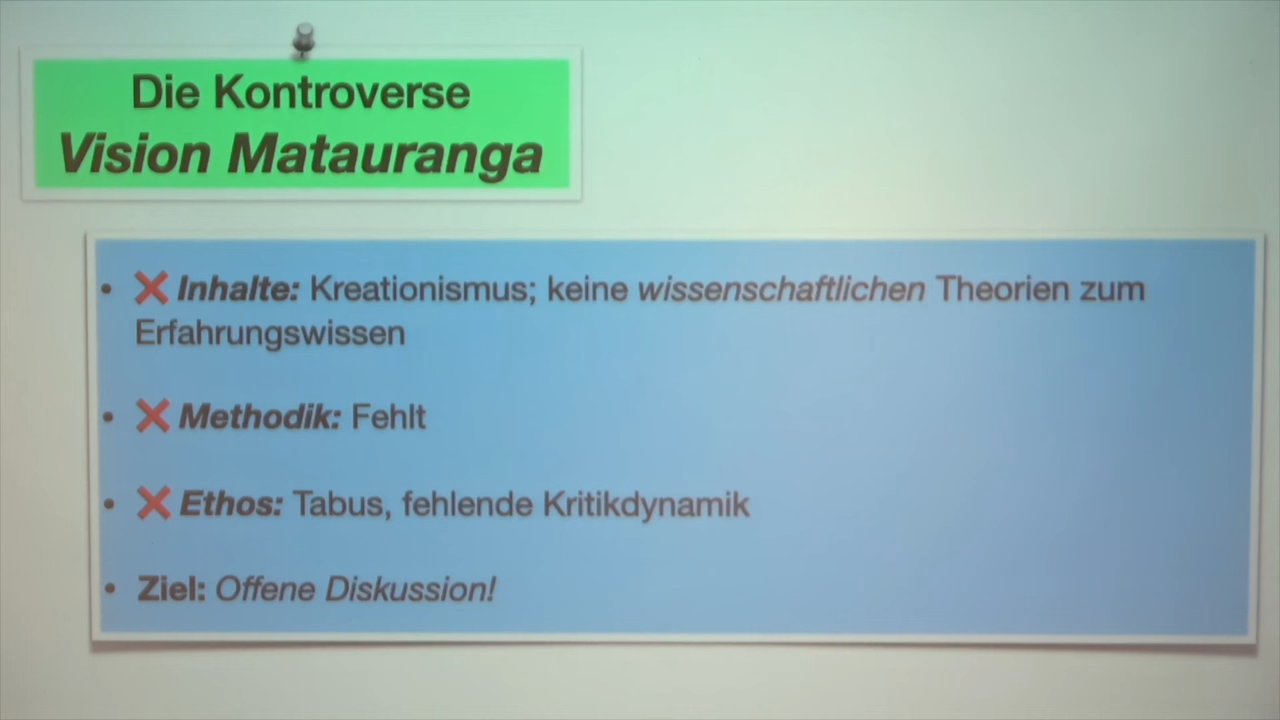 Die Kontroverse
Vision Matauranga
• ❌ Inhalte: Kreationismus; keine wissenschaftlichen Theorien zum
Erfahrungswissen
• ❌ Methodik: Fehlt
• ❌ Ethos: Tabus, fehlende Kritikdynamik
• Ziel: Offene Diskussion!